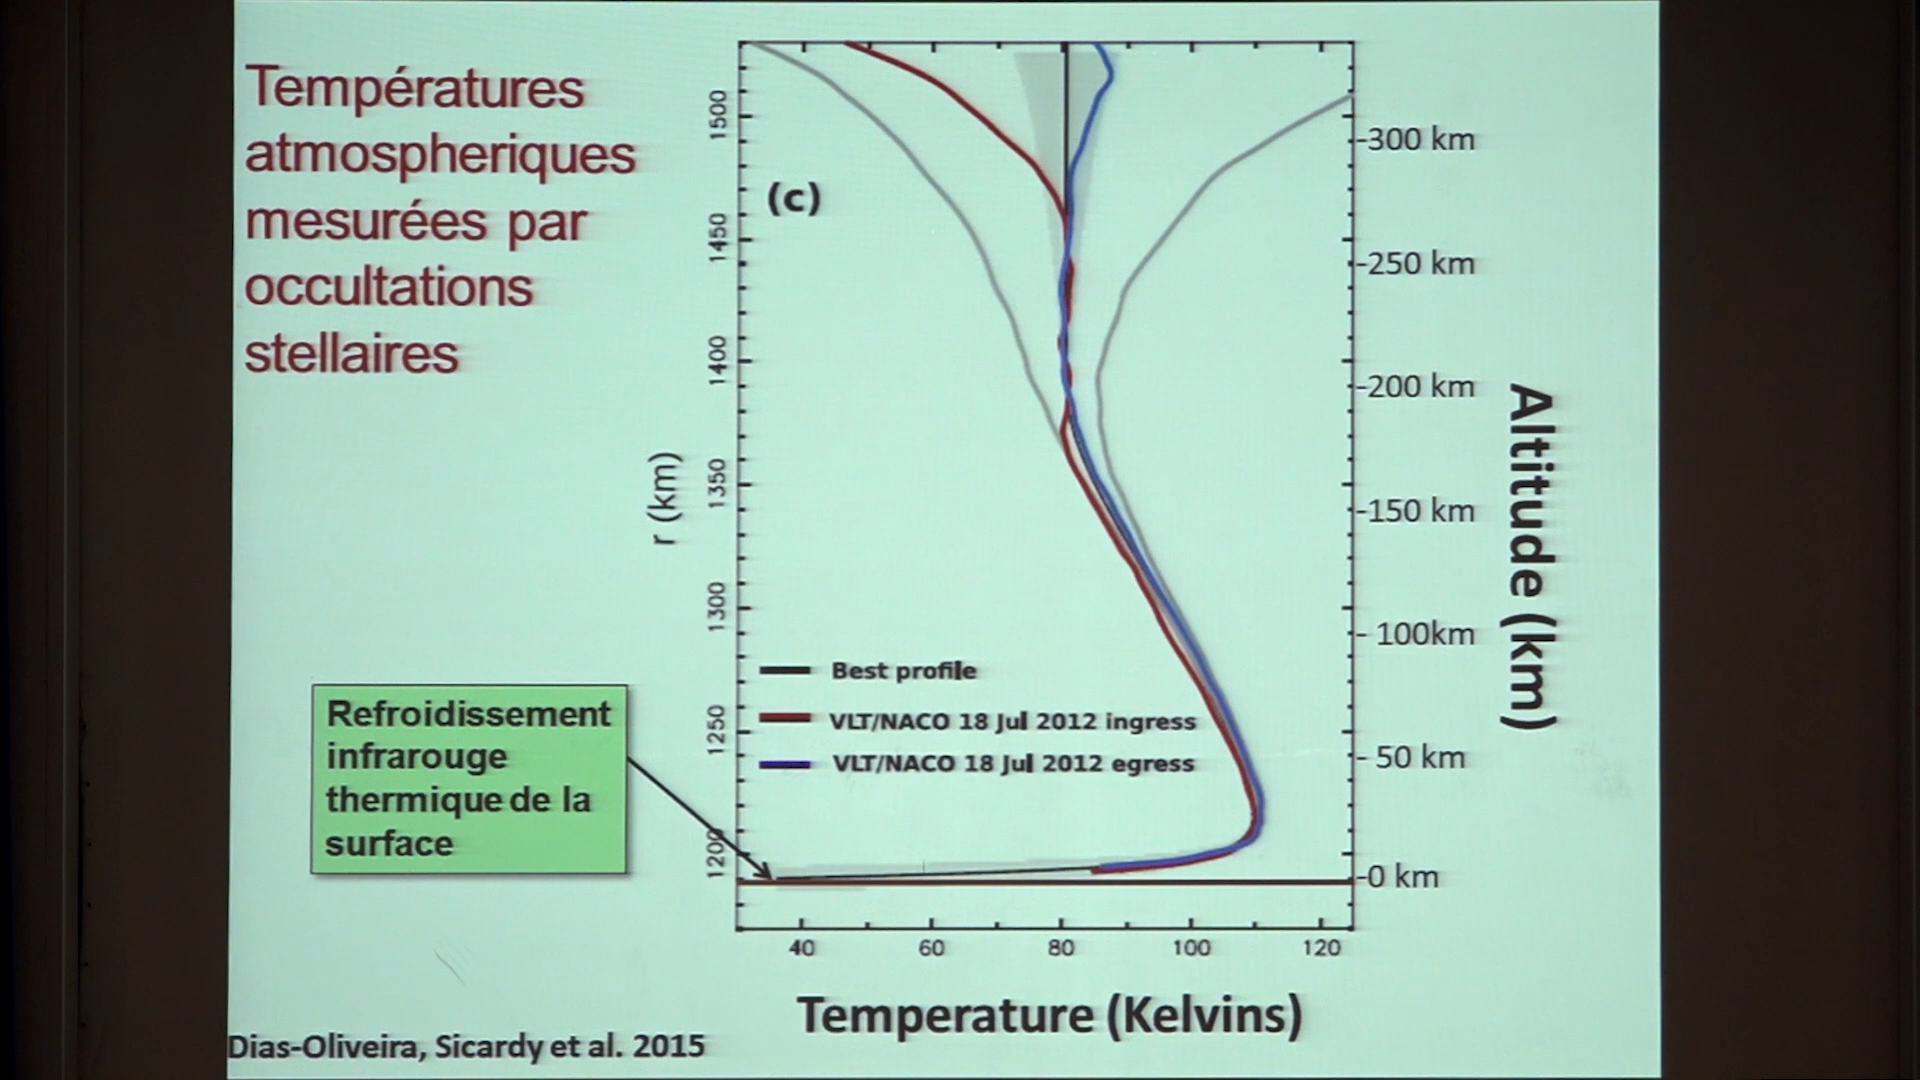 Températures
atmospheriques
mesurées par
occultations
stellaires
(c)
r (km)
1500
1450
1400
1350
1300
1250
1200
-300 km
-250 km
-200 km
-150 km
- 100km
- 50 km
-0 km
Altitude (km)
Best profile
VLT/NACO 18 Jul 2012 ingress
VLT/NACO 18 Jul 2012 egress
Refroidissement
infrarouge
thermique de la
surface
40 60 80 100 120
Temperature (Kelvins)
Dias-Oliveira, Sicardy et al. 2015